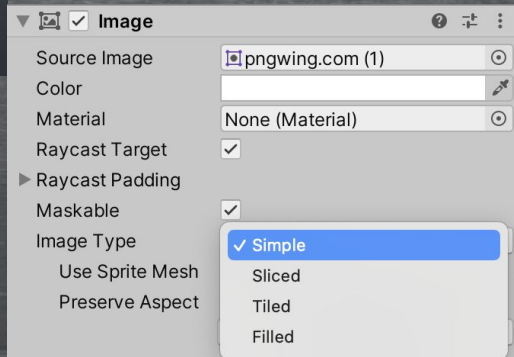 Image
Source Image pngwing.com (1)
Color
Material None (Material)
Raycast Target
Raycast Padding
Maskable
Image Type Simple
Use Sprite Mesh Sliced
Preserve Aspect Tiled
Filled